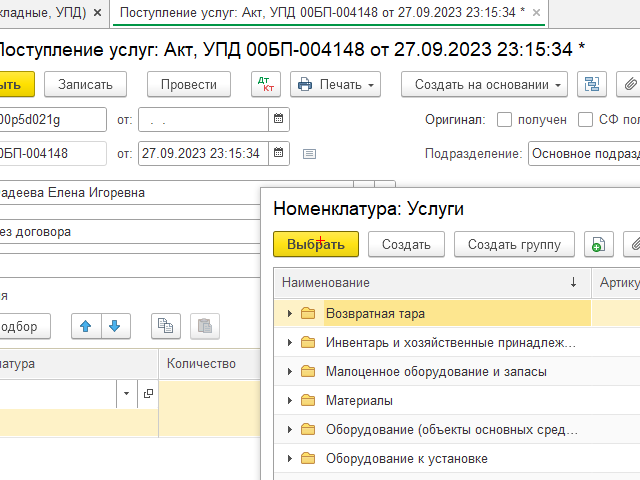 кладные, УПД) × Поступление услуг: Акт, УПД 00БП-004148 от 27.09.2023 23:15:34 * ×
Поступление услуг: Акт, УПД 00БП-004148 от 27.09.2023 23:15:34 *
ыть Записать Провести Дт Кт Печать Создать на основании
00p5d021g от: . . Оригинал: получен СФ пол
0БП-004148 от: 27.09.2023 23:15:34 Подразделение: Основное подразд
адеева Елена Игоревна
ез договора
ия
одбор
атура Количество
Номенклатура: Услуги
Выбрать Создать Создать группу
Наименование ↓ Артику
Возвратная тара
Инвентарь и хозяйственные принадлеж...
Малоценное оборудование и запасы
Материалы
Оборудование (объекты основных сред...
Оборудование к установке